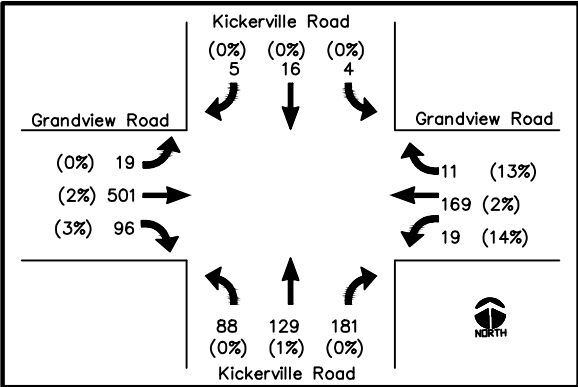 Kickerville Road
(0%) (0%) (0%)
5 16 4
Grandview Road
(0%) 19
(2%) 501
(3%) 96
Grandview Road
11 (13%)
169 (2%)
19 (14%)
88 129 181
(0%) (1%) (0%)
Kickerville Road
NORTH